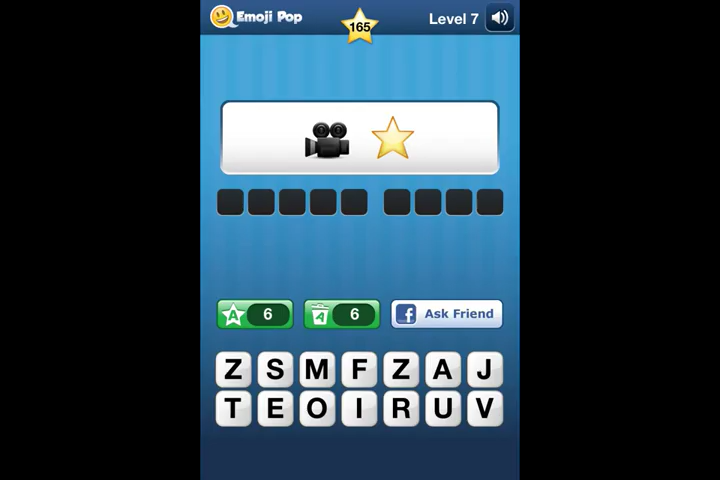 Emoji Pop
165
Level 7
A 6
A 6
f Ask Friend
Z S M F Z A J
T E O I R U V